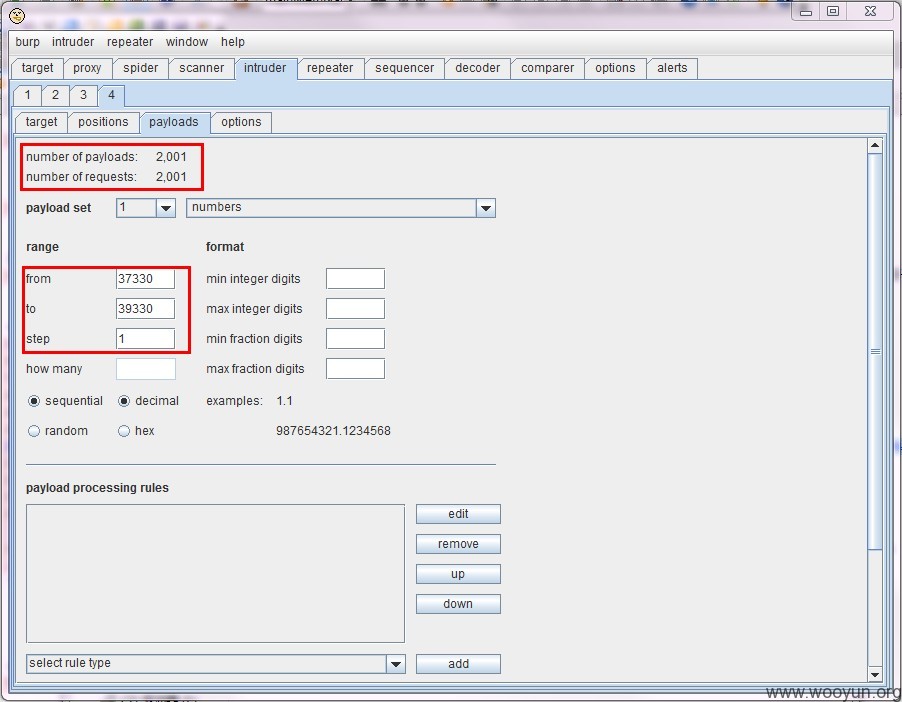 burp intruder repeater window help
target proxy spider scanner intruder repeater sequencer decoder comparer options alerts
1 2 3 4
target positions payloads options
number of payloads: 2,001
number of requests: 2,001
payload set 1 numbers
range format
from 37330 min integer digits
to 39330 max integer digits
step 1 min fraction digits
how many max fraction digits
sequential decimal examples: 1.1
random hex 987654321.1234568
payload processing rules
edit
remove
up
down
select rule type add
www.wooyun.org